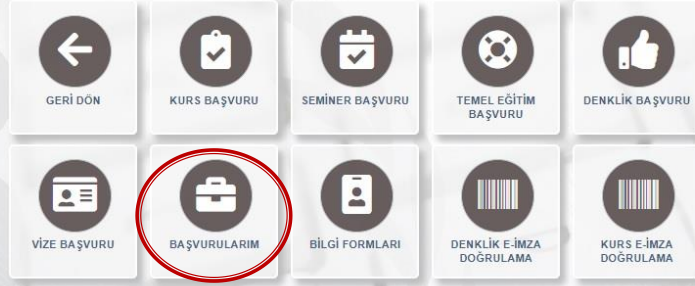 GERİ DÖN
KURS BAŞVURU
SEMİNER BAŞVURU
TEMEL EĞİTİM
BAŞVURU
DENKLİK BAŞVURU
VİZE BAŞVURU
BAŞVURULARIM
BİLGİ FORMLARI
DENKLİK E-İMZA
DOĞRULAMA
KURS E-İMZA
DOĞRULAMA